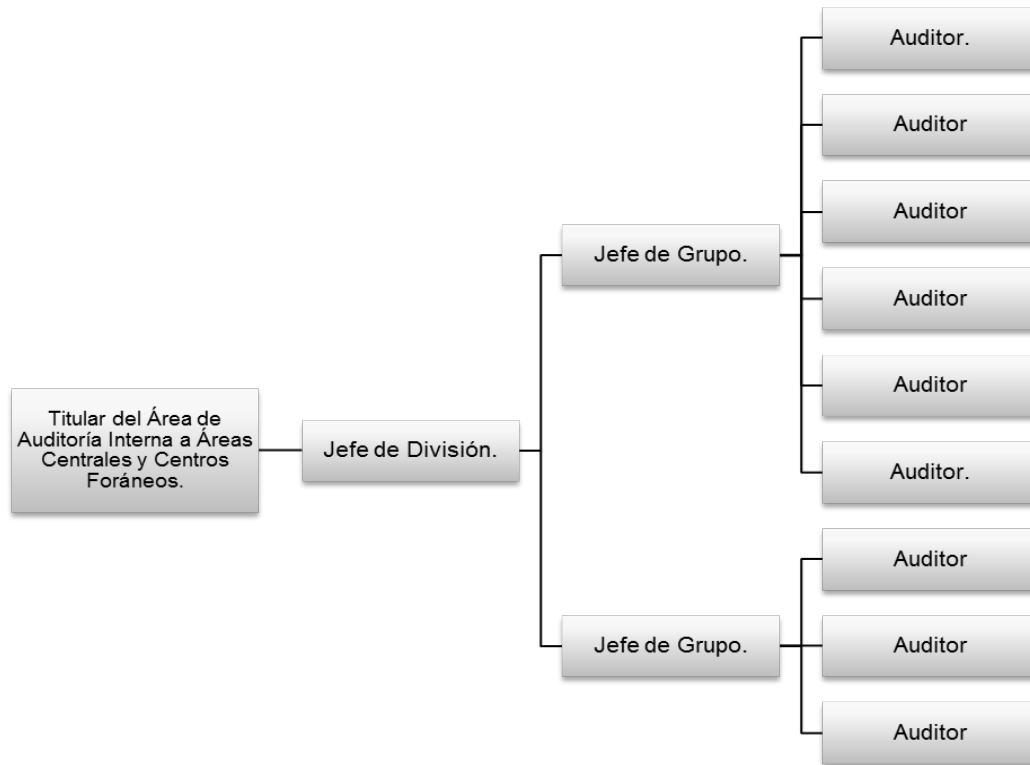 Titular del Área de
Auditoría Interna a Áreas
Centrales y Centros
Foráneos.
Jefe de División.
Jefe de Grupo.
Auditor.
Auditor
Auditor
Auditor
Auditor
Auditor.
Jefe de Grupo.
Auditor
Auditor
Auditor